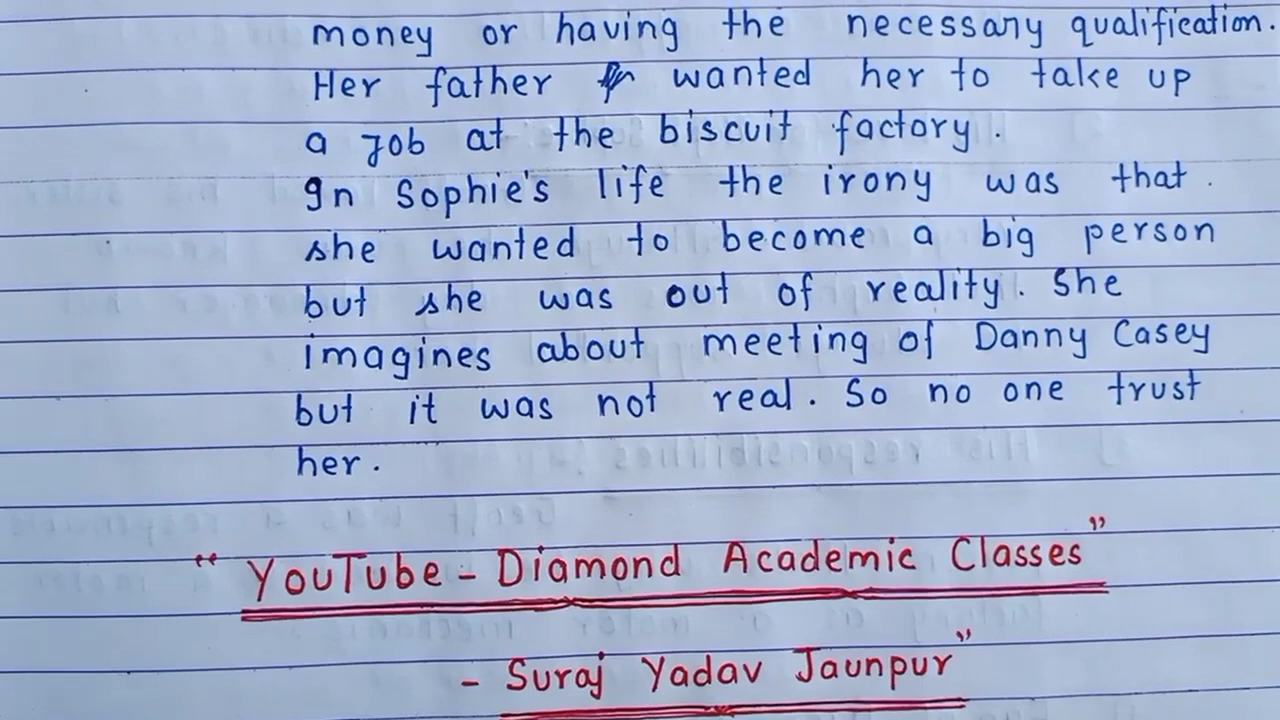 money or having the necessary qualification.
Her father wanted her to take up
a job at the biscuit factory.
In Sophie's life the irony was that.
she wanted to become a big person
but she was out of reality. She
imagines about meeting of Danny Casey
but it was not real. So no one trust
her.
"YouTube - Diamond Academic Classes"
- Suraj Yadav Jaunpur"